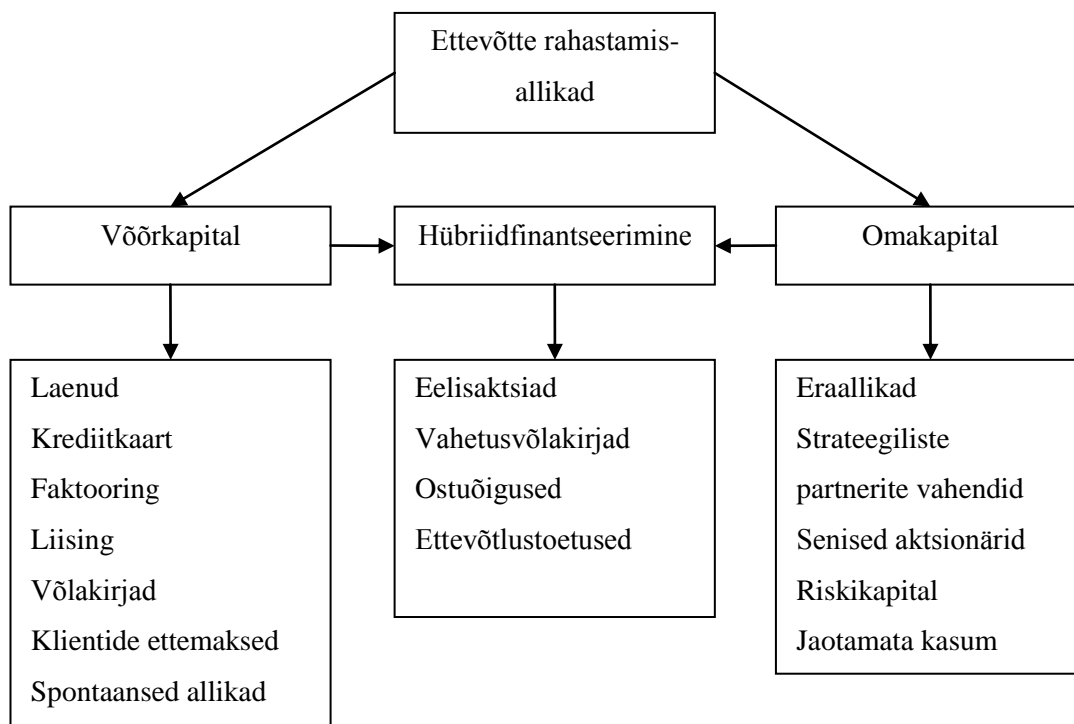 Ettevõtte rahastamis-
allikad
Võõrkapital
Hübriidfinantseerimine
Omakapital
Laenud
Krediitkaart
Faktooring
Liising
Võlakirjad
Klientide ettemaksed
Spontaansed allikad
Eelisaktsiad
Vahetusvõlakirjad
Ostuõigused
Ettevõtlustoetused
Eraallikad
Strateegiliste
partnerite vahendid
Senised aktsionärid
Riskikapital
Jaotamata kasum